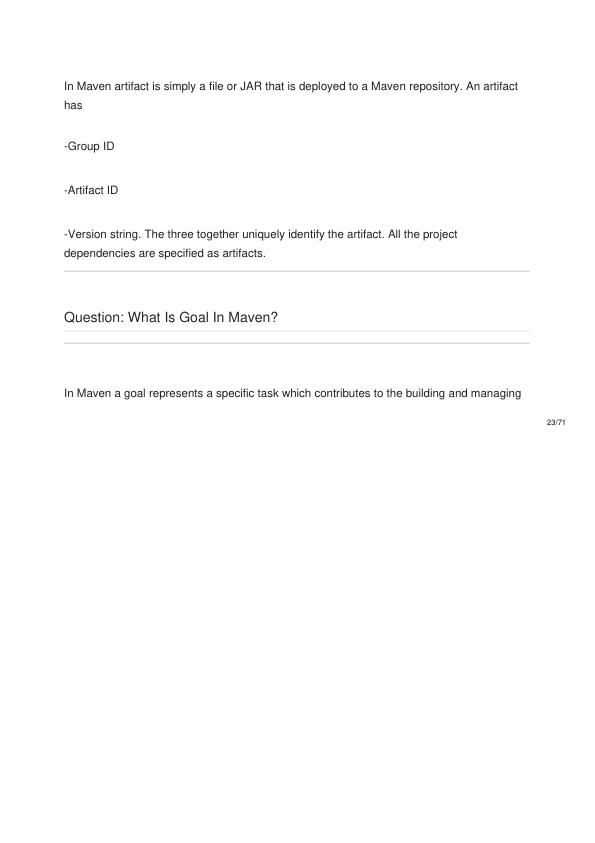 In Maven artifact is simply a file or JAR that is deployed to a Maven repository. An artifact
has
-Group ID
-Artifact ID
-Version string. The three together uniquely identify the artifact. All the project
dependencies are specified as artifacts.
Question: What Is Goal In Maven?
In Maven a goal represents a specific task which contributes to the building and managing
23/71